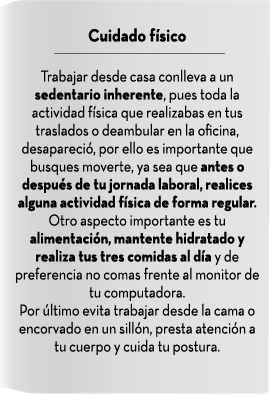 Cuidado físico
Trabajar desde casa conlleva a un
sedentario inherente, pues toda la
actividad física que realizabas en tus
traslados o deambular en la oficina,
desapareció, por ello es importante que
busques moverte, ya sea que antes o
después de tu jornada laboral, realices
alguna actividad física de forma regular.
Otro aspecto importante es tu
alimentación, mantente hidratado y
realiza tus tres comidas al día y de
preferencia no comas frente al monitor de
tu computadora.
Por último evita trabajar desde la cama o
encorvado en un sillón, presta atención a
tu cuerpo y cuida tu postura.